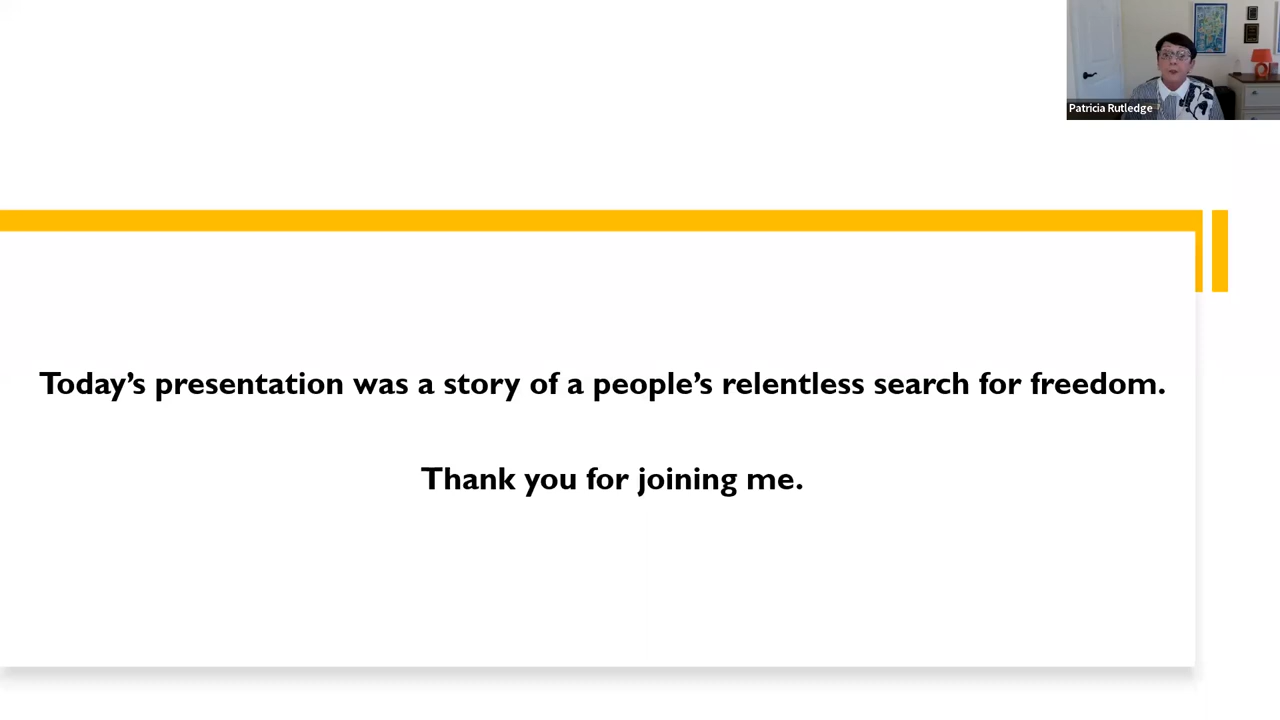 Patricia Rutledge
Today’s presentation was a story of a people’s relentless search for freedom.
Thank you for joining me.